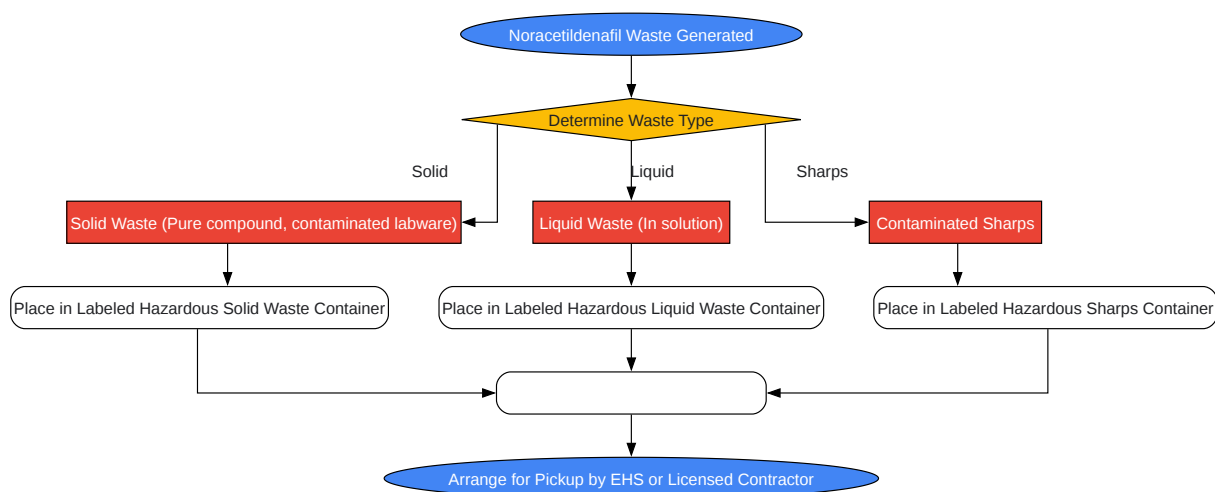 Noracetildenafil Waste Generated
Determine Waste Type
Solid
Liquid
Sharps
Solid Waste (Pure compound, contaminated labware)
Liquid Waste (In solution)
Contaminated Sharps
Place in Labeled Hazardous Solid Waste Container
Place in Labeled Hazardous Liquid Waste Container
Place in Labeled Hazardous Sharps Container
Arrange for Pickup by EHS or Licensed Contractor